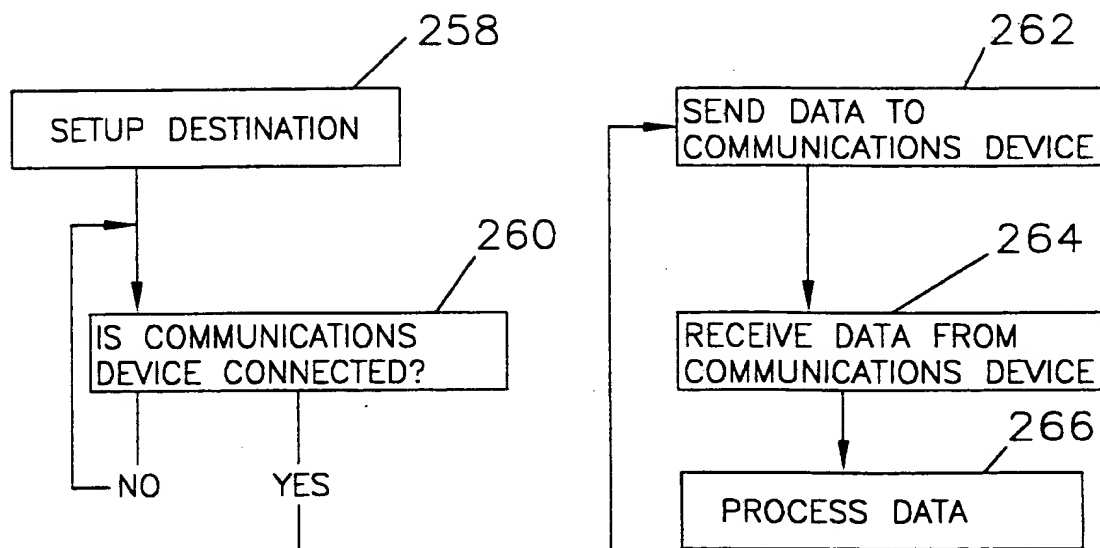 258
SETUP DESTINATION
260
IS COMMUNICATIONS
DEVICE CONNECTED?
NO
YES
262
SEND DATA TO
COMMUNICATIONS DEVICE
264
RECEIVE DATA FROM
COMMUNICATIONS DEVICE
266
PROCESS DATA